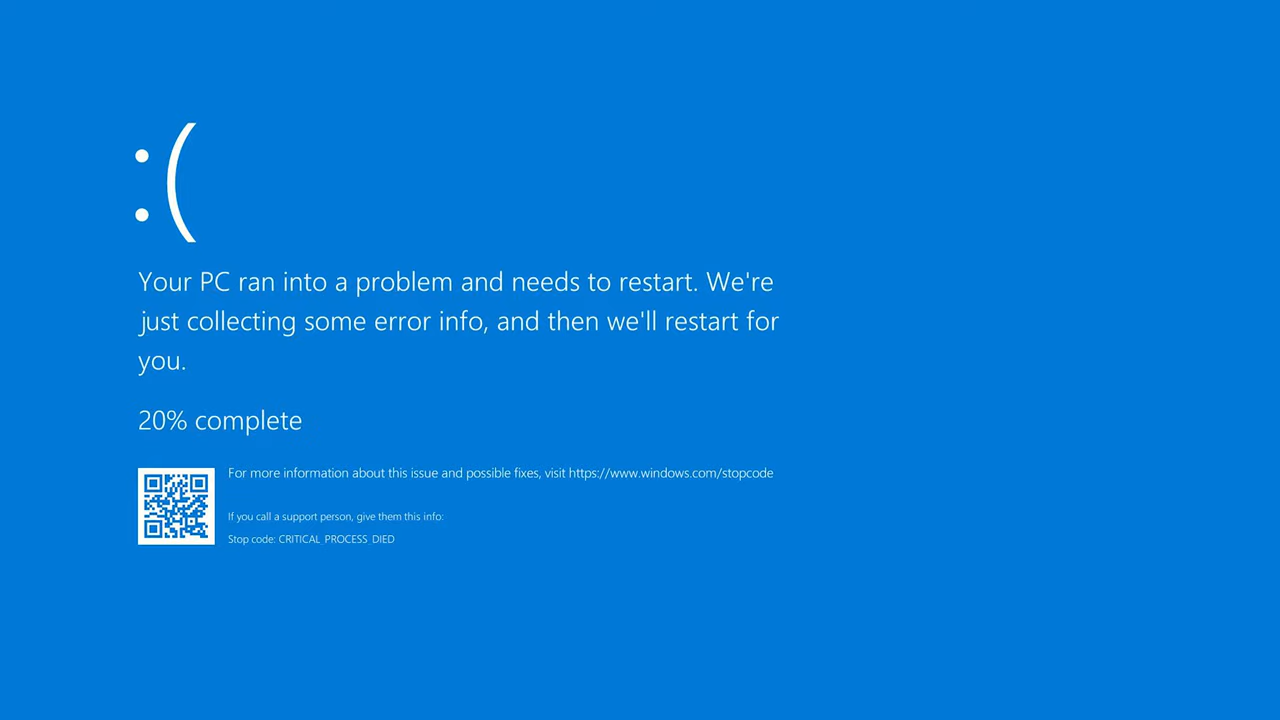 :(
Your PC ran into a problem and needs to restart. We're
just collecting some error info, and then we'll restart for
you.
20% complete
For more information about this issue and possible fixes, visit https://www.windows.com/stopcode
If you call a support person, give them this info:
Stop code: CRITICAL_PROCESS_DIED